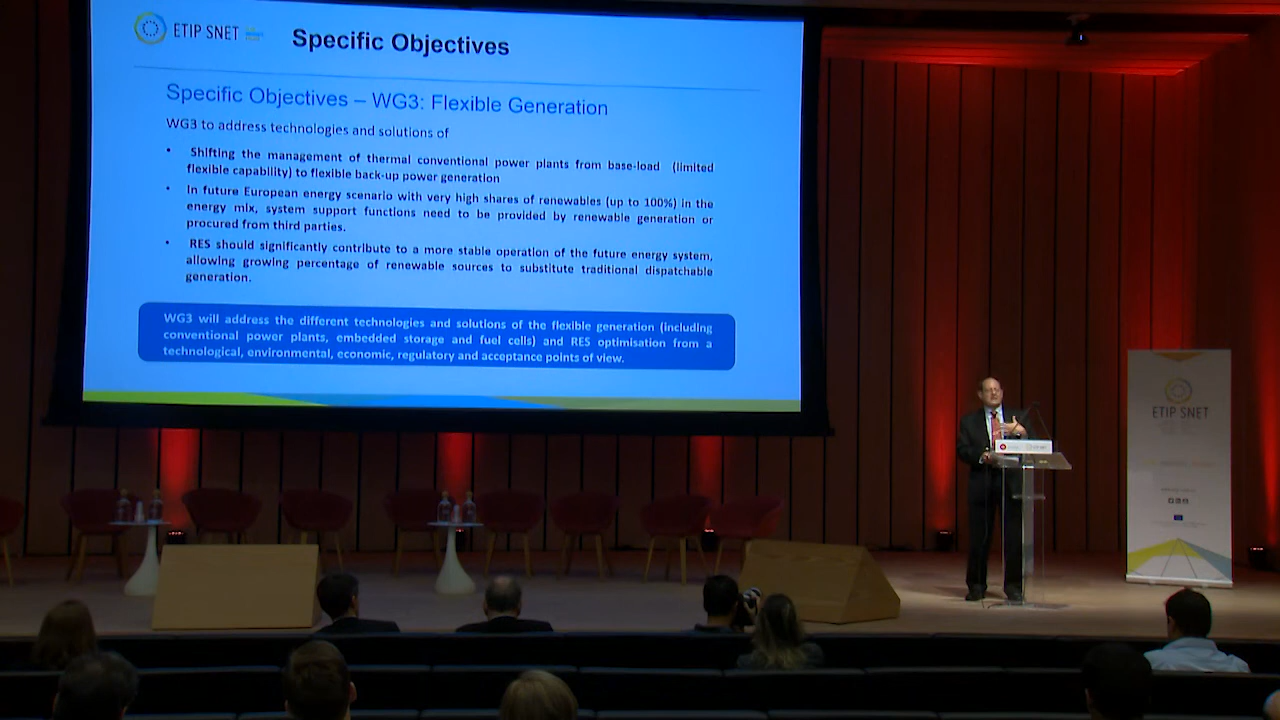 ETIP SNET
Specific Objectives
Specific Objectives – WG3: Flexible Generation
WG3 to address technologies and solutions of
• Shifting the management of thermal conventional power plants from base-load (limited
flexible capability) to flexible back-up power generation
• In future European energy scenario with very high shares of renewables (up to 100%) in the
energy mix, system support functions need to be provided by renewable generation or
procured from third parties.
• RES should significantly contribute to a more stable operation of the future energy system,
allowing growing percentage of renewable sources to substitute traditional dispatchable
generation.
WG3 will address the different technologies and solutions of the flexible generation (including
conventional power plants, embedded storage and fuel cells) and RES optimisation from a
technological, environmental, economic, regulatory and acceptance points of view.
ETIP SNET